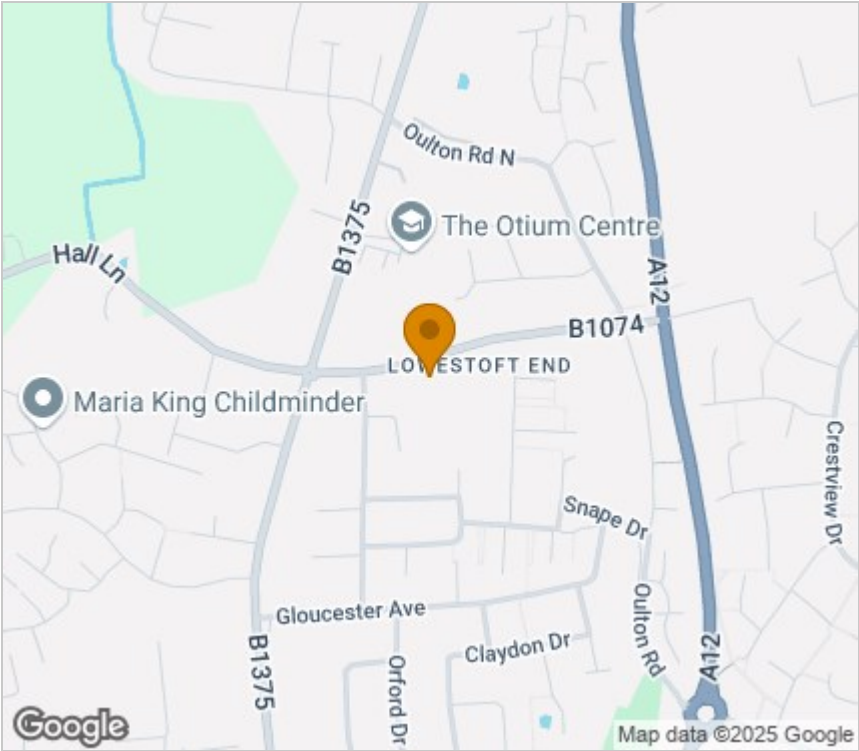 Oulton Rd N
The Otium Centre
B1375
A12
Hall Ln
B1074
LOWESTOFT END
Maria King Childminder
Crestview Dr
Snape Dr
Gloucester Ave
Oulton Rd
Claydon Dr
B1375
Orford Dr
A12
Google
Map data ©2025 Google